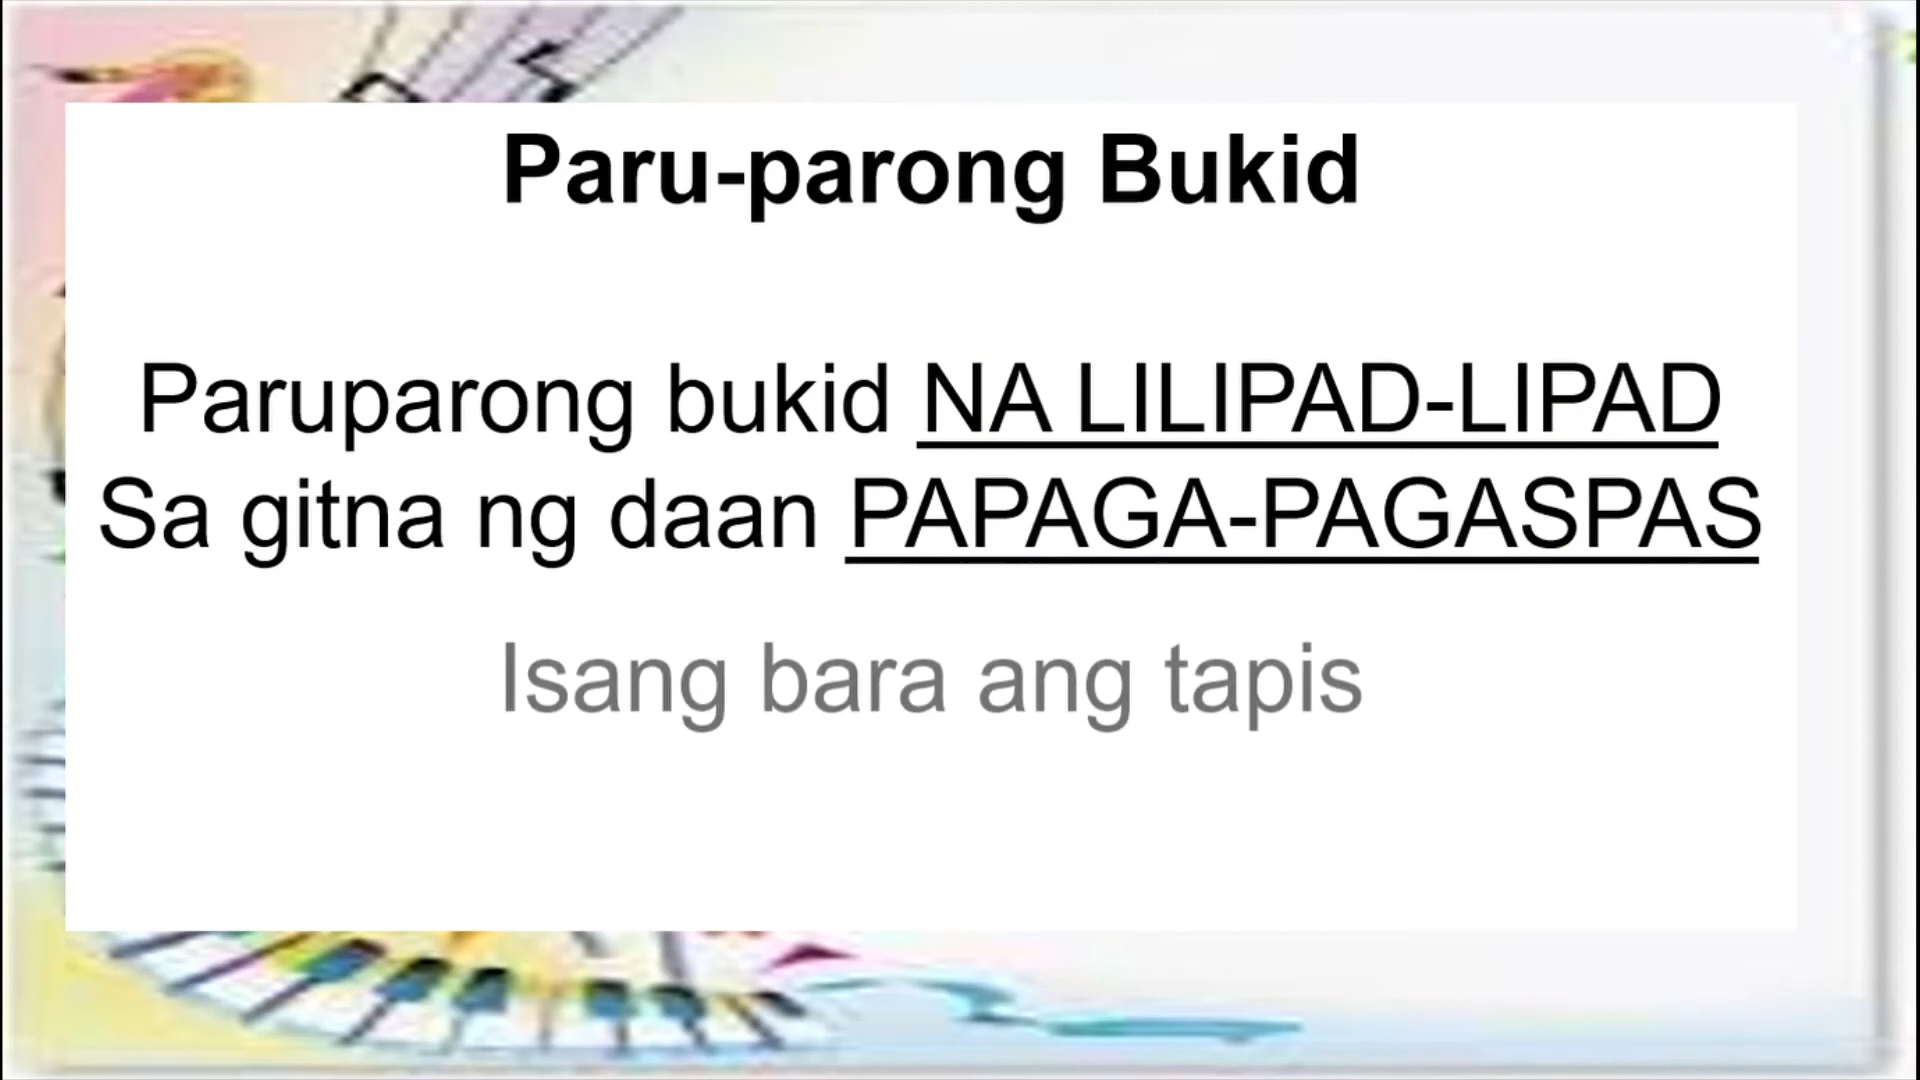 Paru-parong Bukid
Paruparong bukid NA LILIPAD-LIPAD
Sa gitna ng daan PAPAGA-PAGASPAS
Isang bara ang tapis